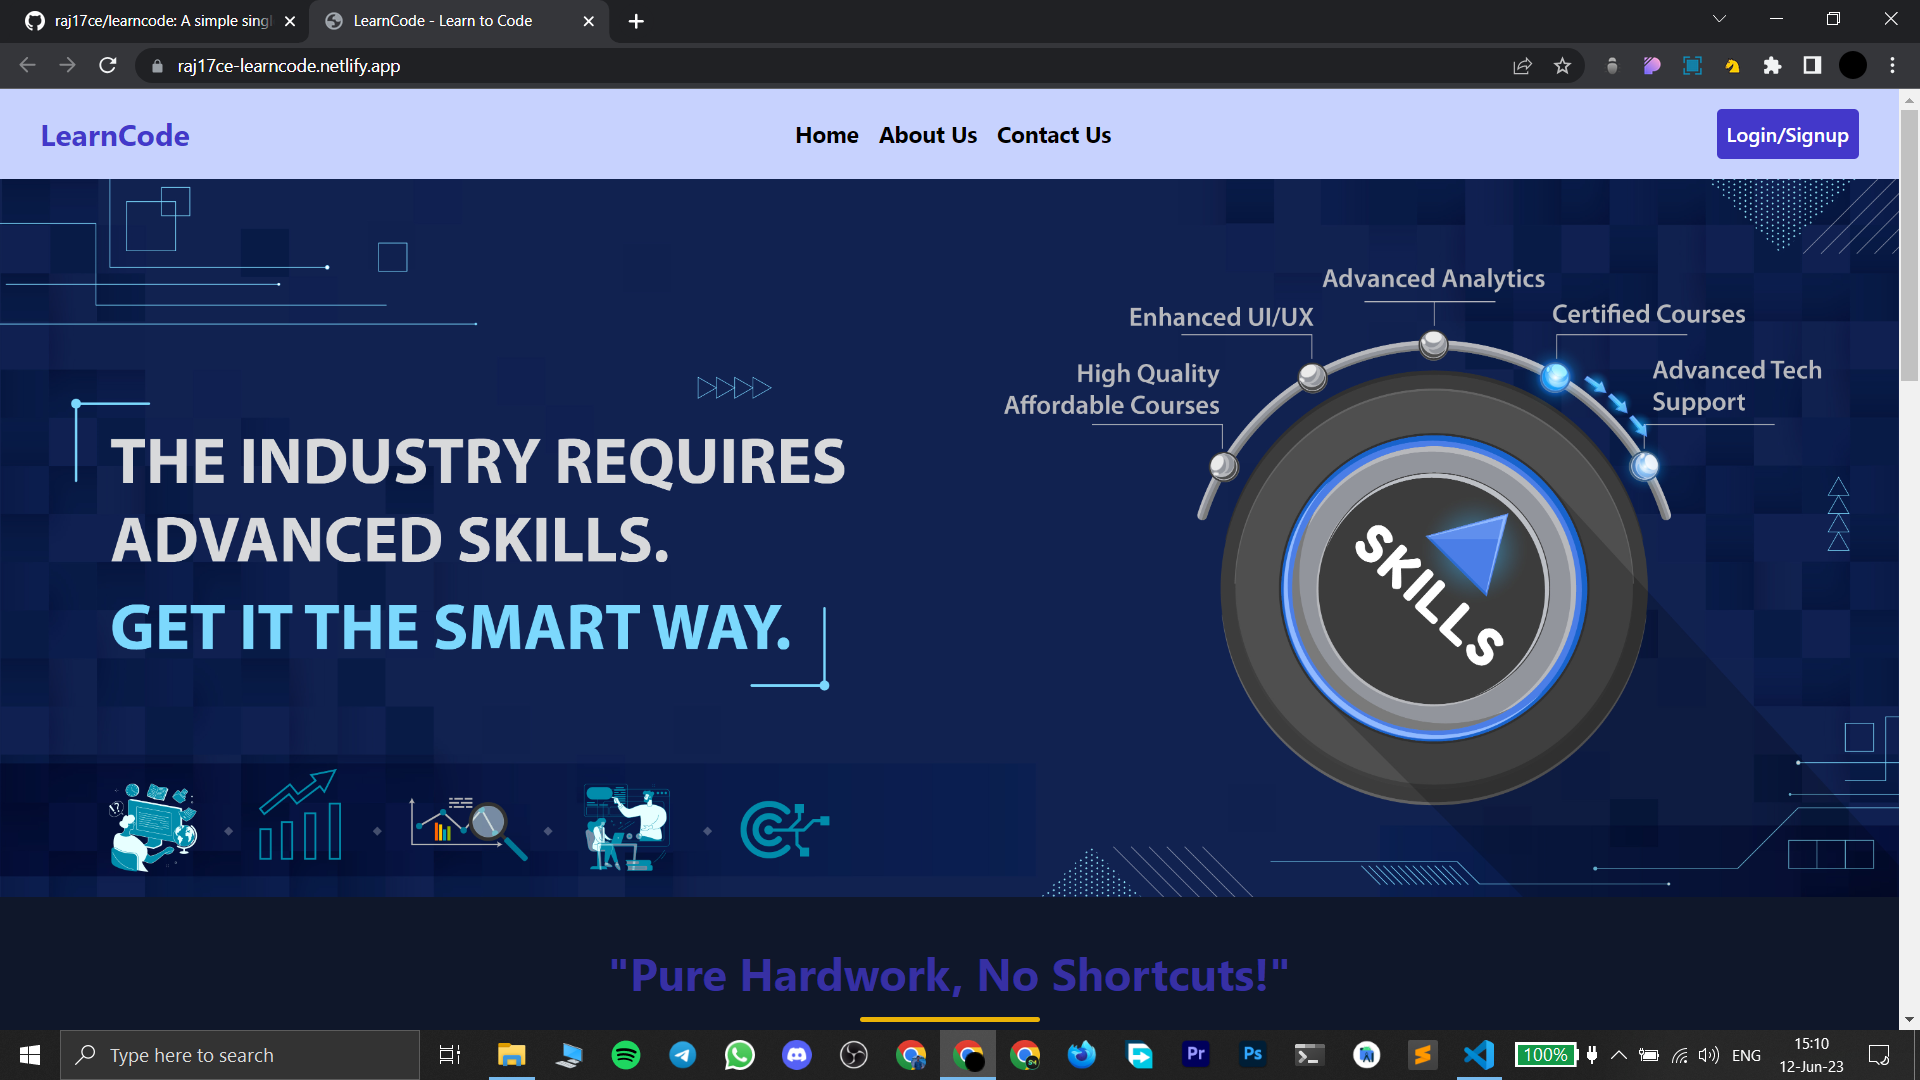 raj17ce/learncode: A simple singl
LearnCode - Learn to Code
raj17ce-learncode.netlify.app
LearnCode
Home About Us Contact Us
Login/Signup
Advanced Analytics
Enhanced UI/UX
Certified Courses
High Quality
Affordable Courses
Advanced Tech
Support
THE INDUSTRY REQUIRES
ADVANCED SKILLS.
GET IT THE SMART WAY.
SKILLS
"Pure Hardwork, No Shortcuts!"
Type here to search
Pr
Ps
100%
ENG
15:10
12-Jun-23